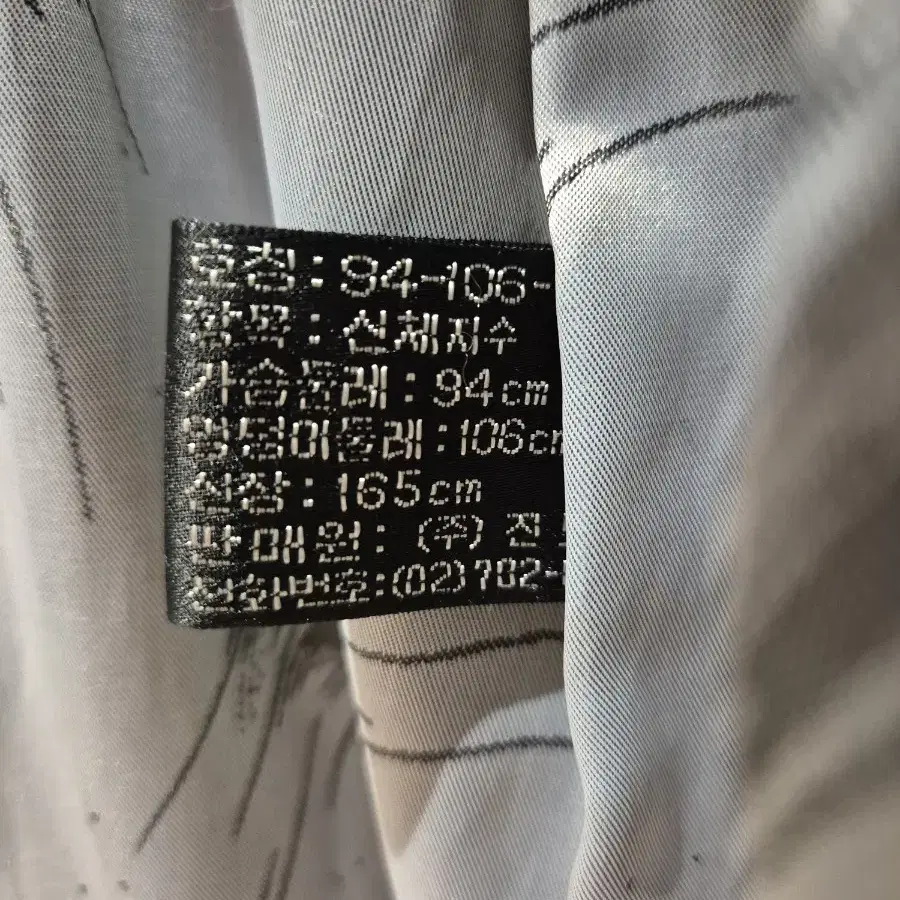 호칭:94-106-
항목:신체치수
가슴둘레:94cm
엉덩이둘레:106cm
신장:165cm
판매원:(주)진
전화번호:(02)702-